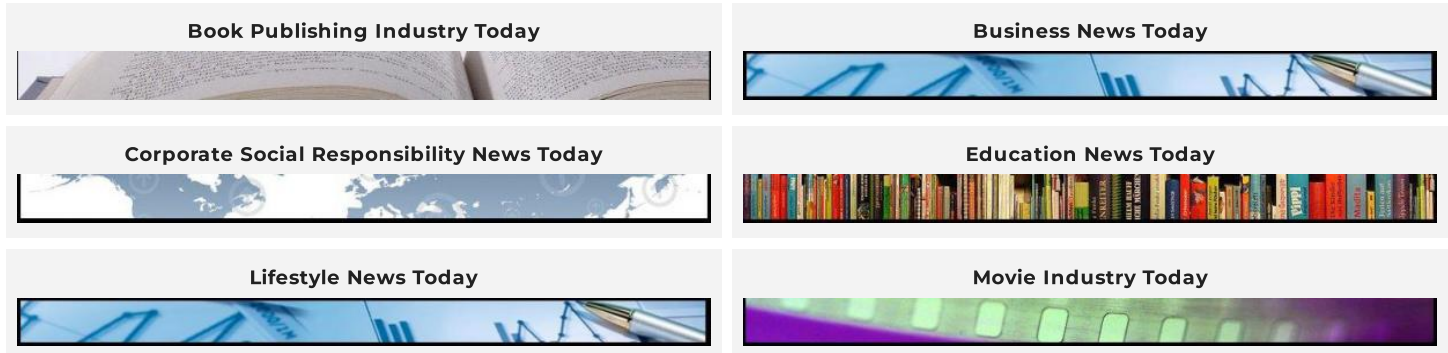 Book Publishing Industry Today
Business News Today
Corporate Social Responsibility News Today
Education News Today
PIPPI
Lifestyle News Today
Movie Industry Today